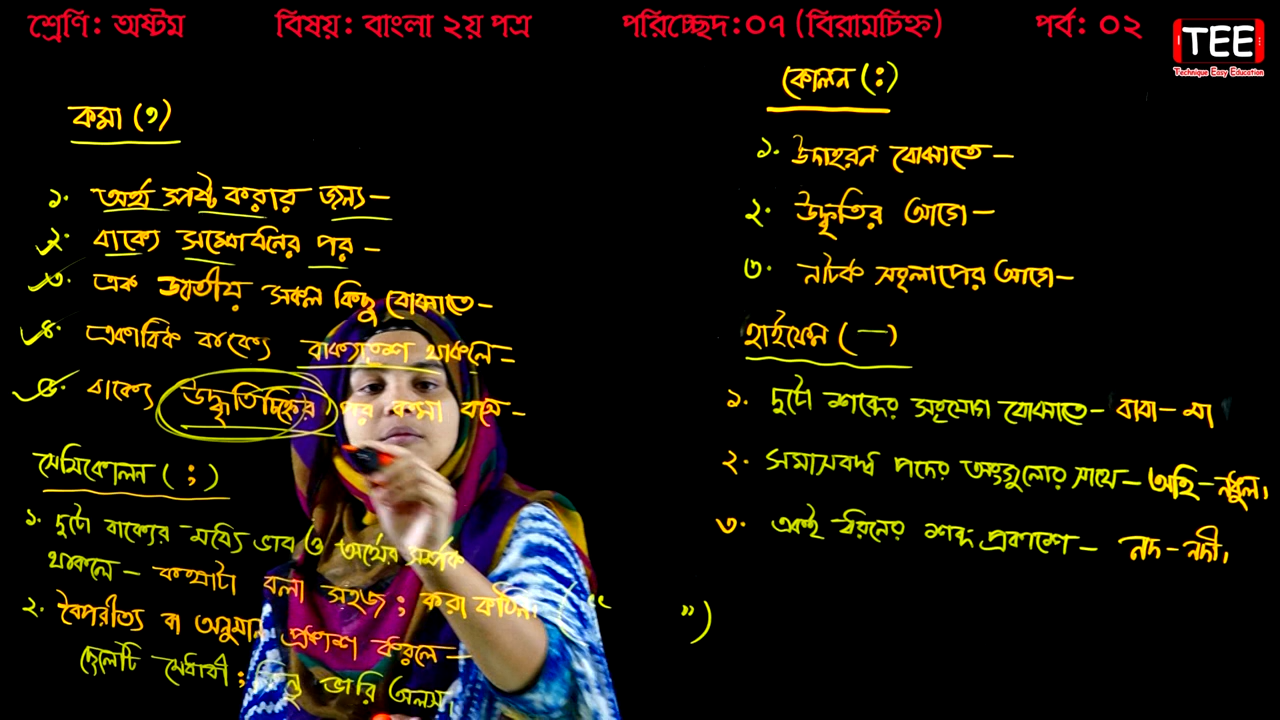 শ্রেণি: অষ্টম
বিষয়: বাংলা ২য় পত্র
পরিচ্ছেদ:০৭ (বিরামচিহ্ন)
পর্ব: ০২
TEE
Technique Easy Education
কমা (,)
১. অর্থ স্পষ্ট করার জন্য –
২. বাক্যে সম্বোধনের পর –
৩. এক জাতীয় সকল কিছু বোঝাতে –
৪. একাধিক বাক্যে বাক্যাংশ থাকলে –
৫. বাক্যে উদ্ধৃতিচিহ্নের পর কমা বসে –
সেমিকোলন ( ; )
১. দুটো বাক্যের মধ্যে ভাব ও অর্থের সম্পর্ক
থাকলে – কথাটা বলা সহজ ; করা কঠিন। ( “ ” )
২. বৈপরীত্য বা অনুমান প্রকাশ করলে –
ছেলেটি মেধাবী ; ভারি অলস।
কোলন (:)
১. উদাহরন বোঝাতে –
২. উদ্ধৃতির আগে –
৩. নাটক সংলাপের আগে –
হাইফেন (—)
১. দুটো শব্দের সংযোগ বোঝাতে – বাবা – মা
২. সমাসবদ্ধ পদের অংশগুলোর সাথে – অহি – নকুল।
৩. একই ধরনের শব্দ প্রকাশে – নদ – নদী।